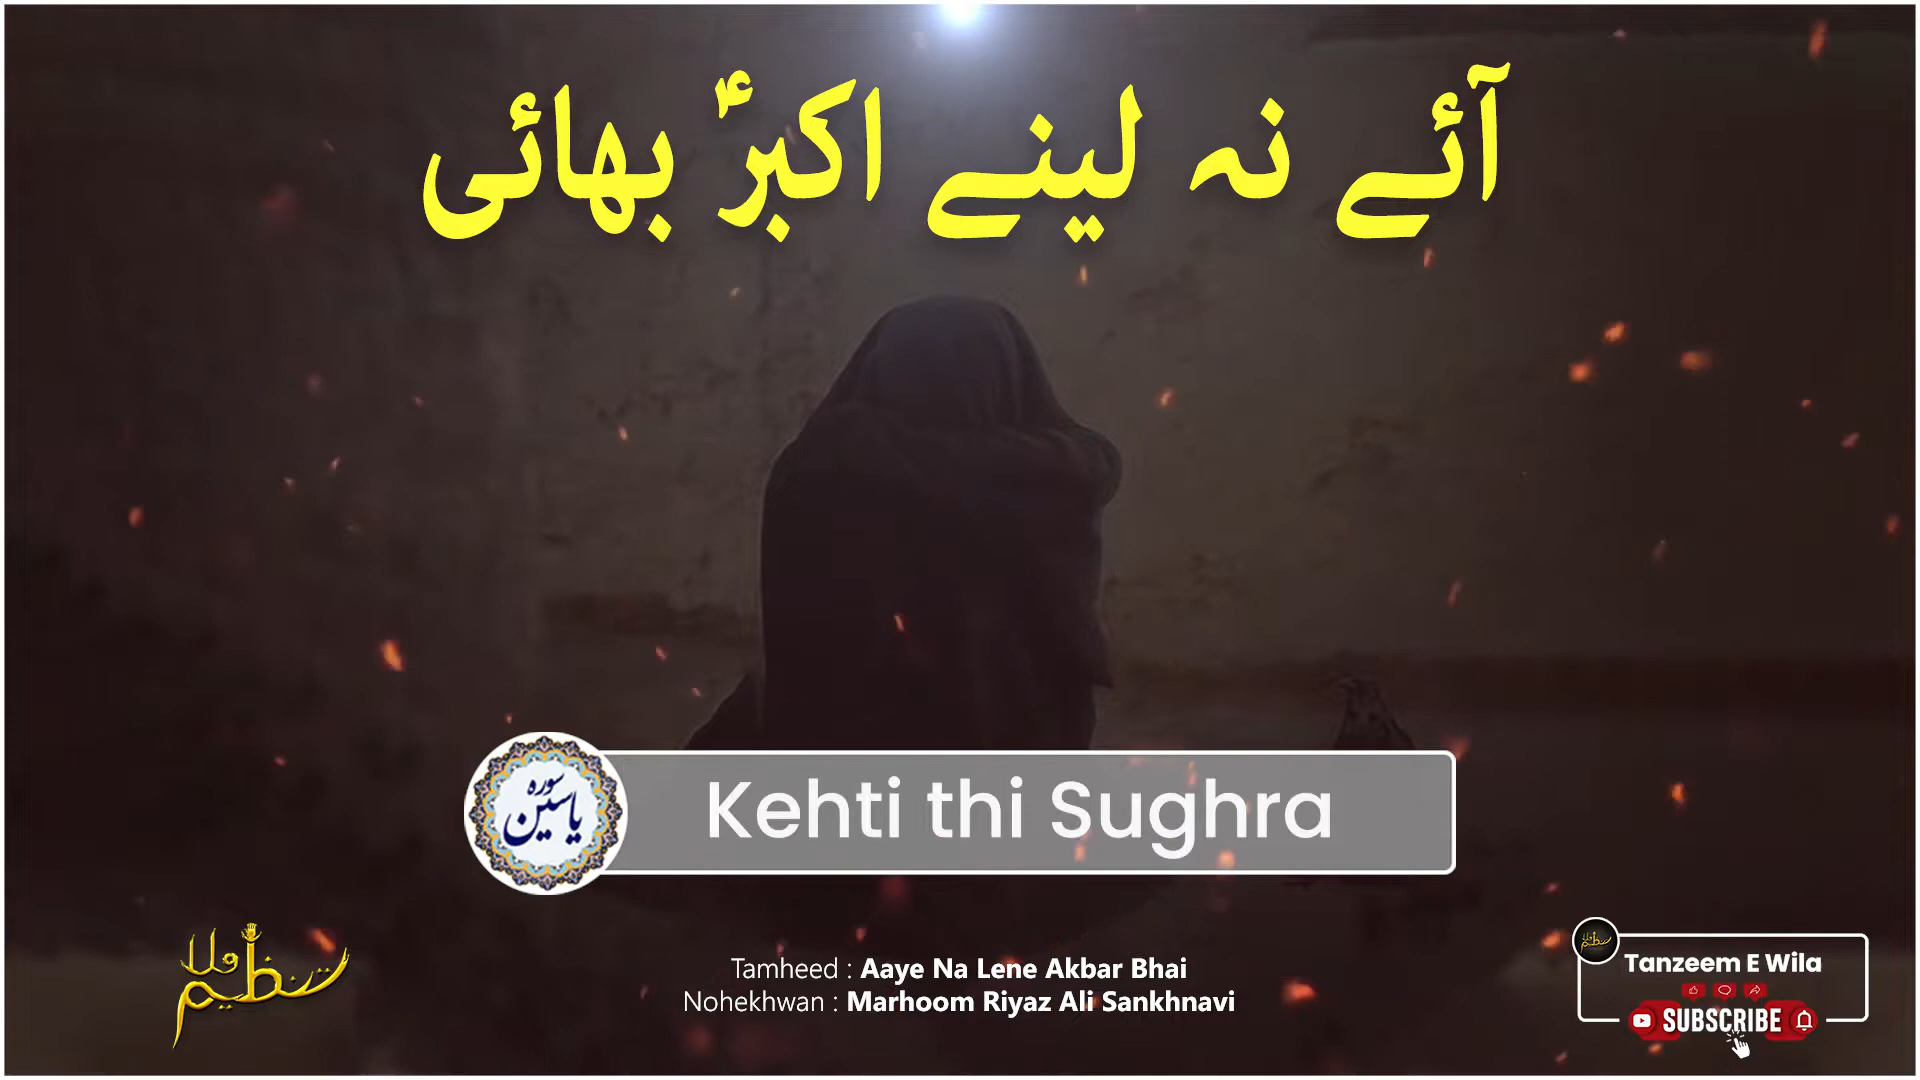 آئے نہ لینے اکبرؑ بھائی
سورہ
یاسین
Kehti thi Sughra
تنظیم ولا
Tamheed : Aaye Na Lene Akbar Bhai
Nohekhwan : Marhoom Riyaz Ali Sankhnavi
Tanzeem E Wila
SUBSCRIBE